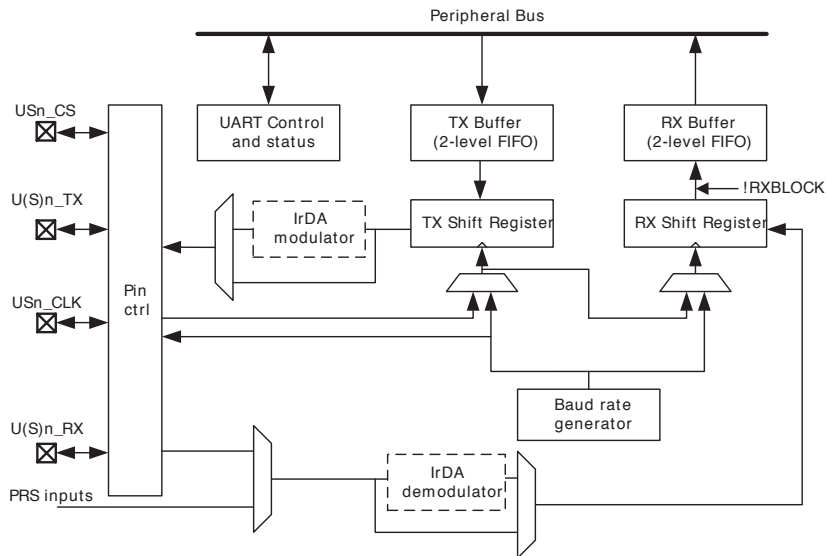 Peripheral Bus
USn_CS
UART Control
and status
TX Buffer
(2-level FIFO)
RX Buffer
(2-level FIFO)
!RXBLOCK
U(S)n_TX
IrDA
modulator
TX Shift Register
RX Shift Register
USn_CLK
Pin
ctrl
Baud rate
generator
U(S)n_RX
IrDA
demodulator
PRS inputs